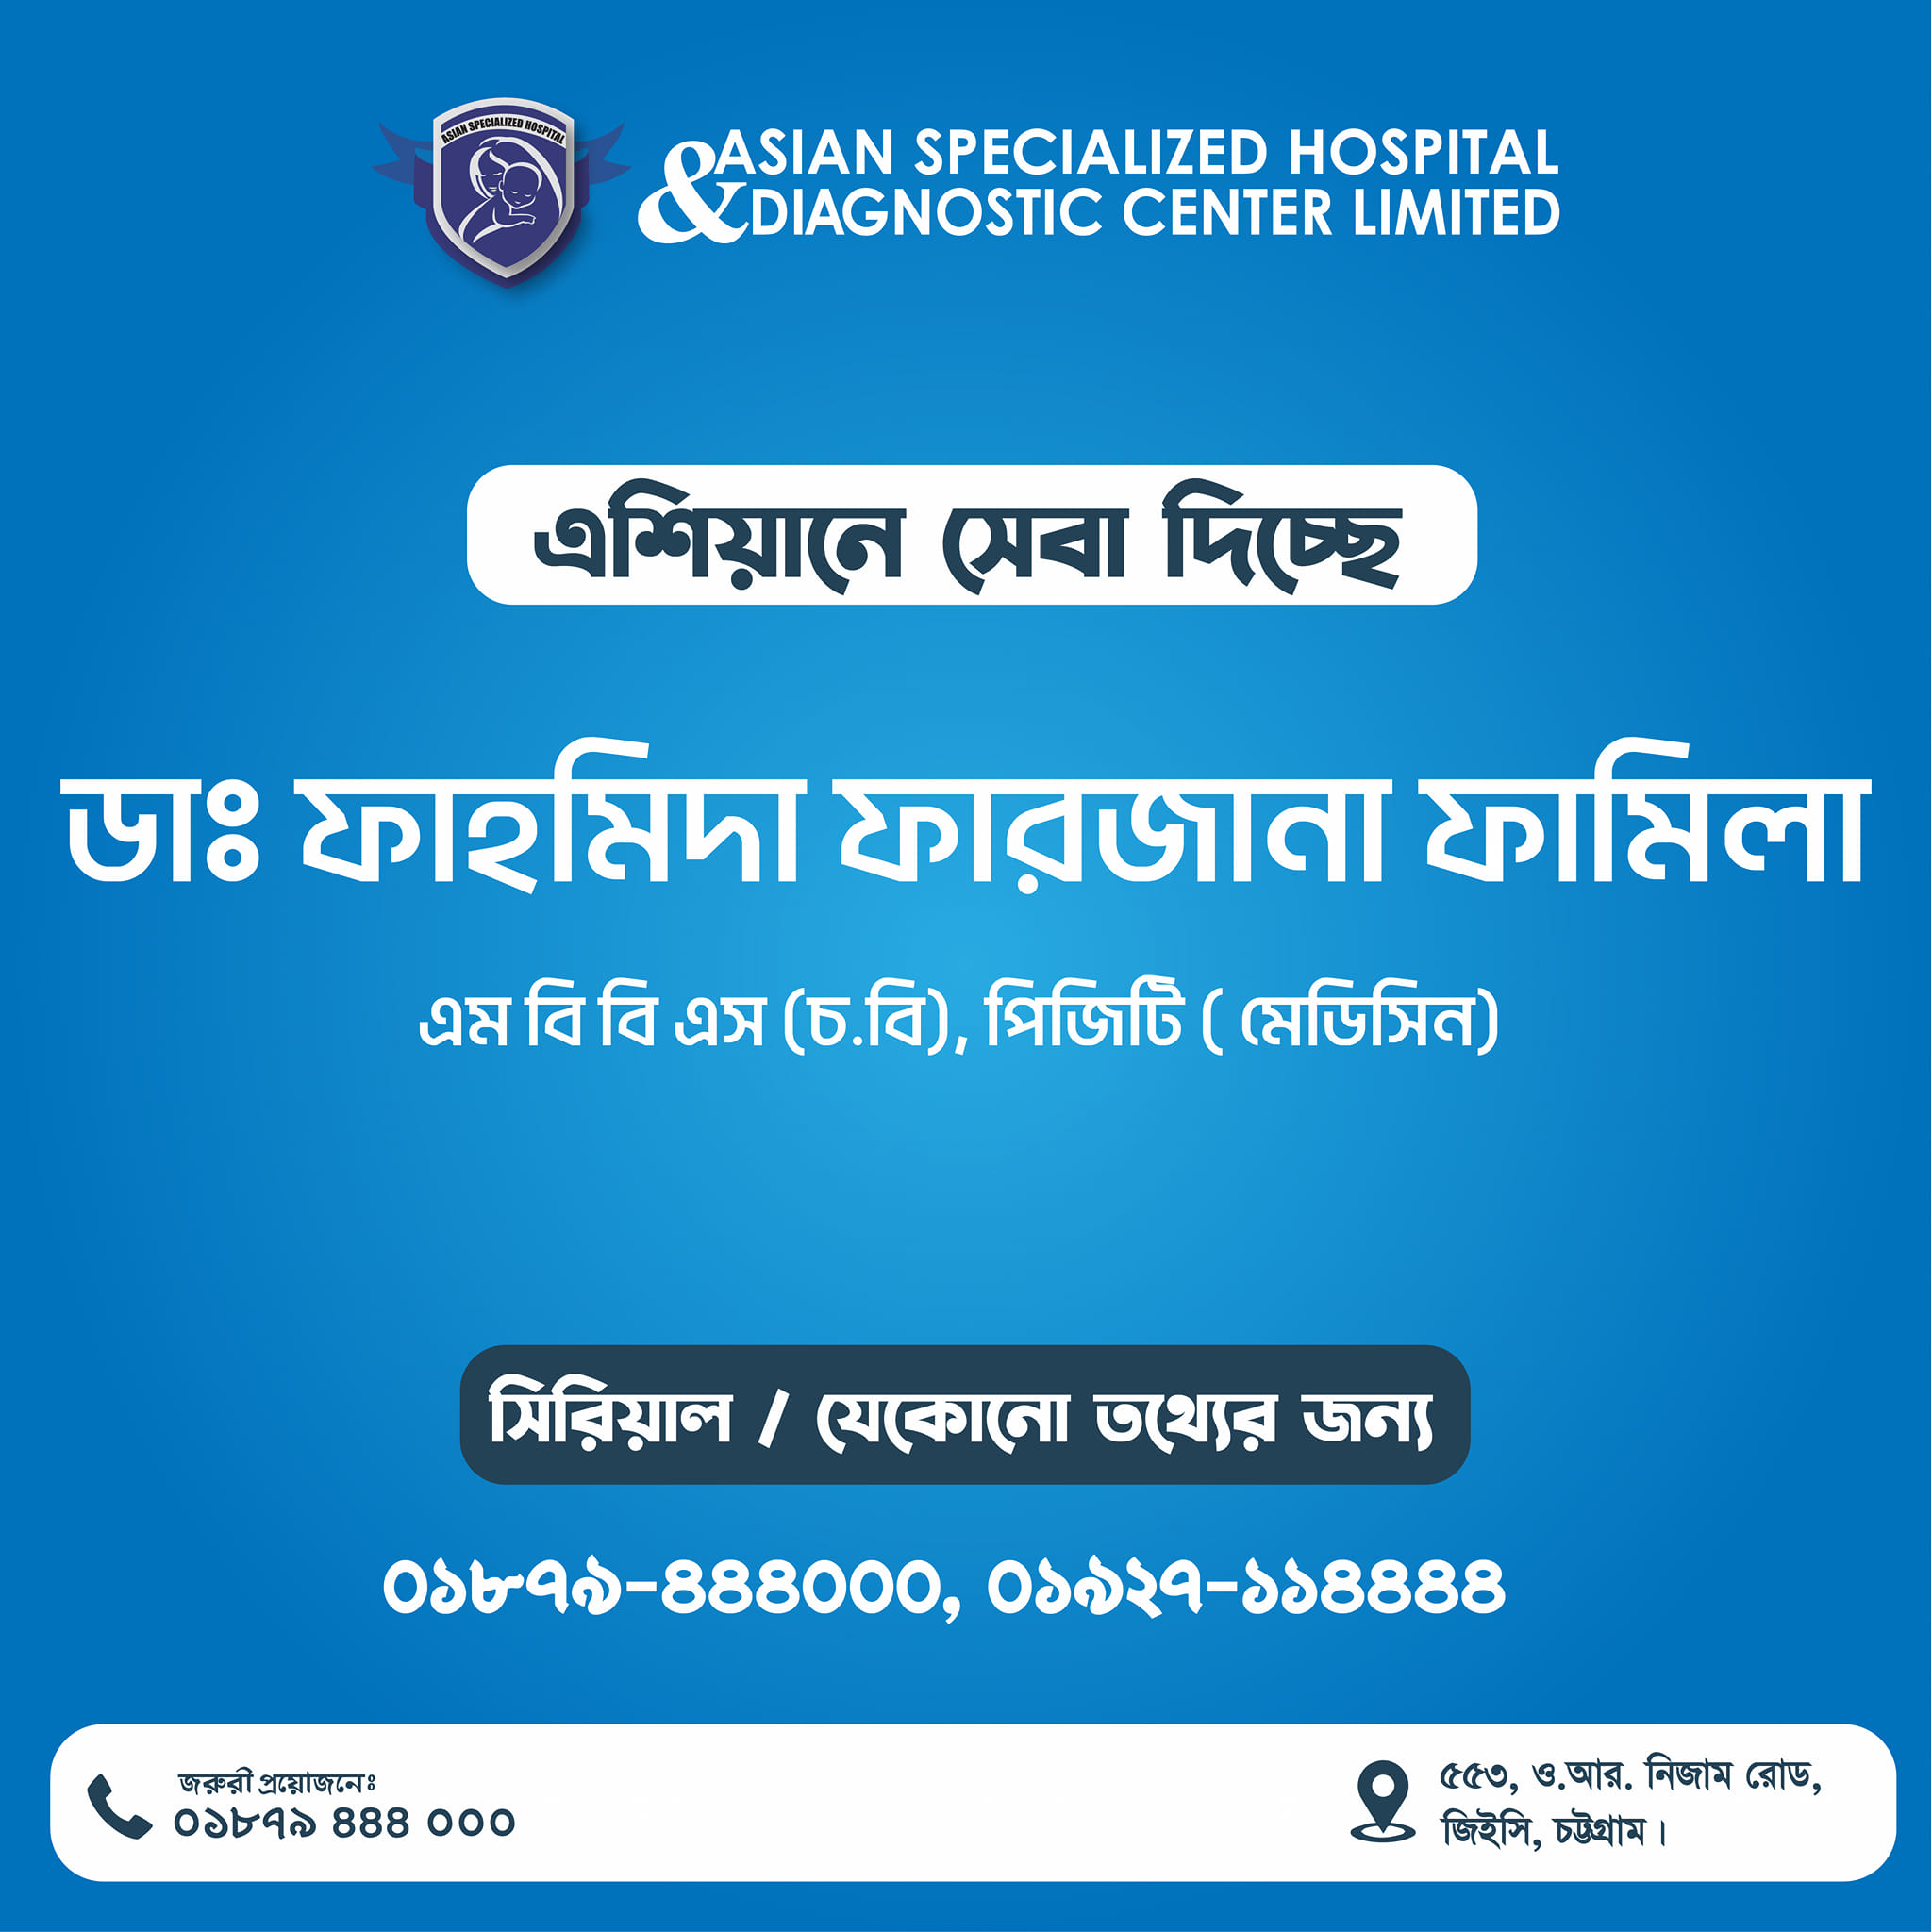 ASIAN SPECIALIZED HOSPITAL
ASIAN SPECIALIZED HOSPITAL
& DIAGNOSTIC CENTER LIMITED
এশিয়ানে সেবা দিচ্ছে
ডাঃ ফাহমিদা ফারজানা ফামিলা
এম বি বি এস (চ.বি), পিজিটি ( মেডিসিন)
সিরিয়াল / যেকোনো তথ্যের জন্য
০১৮৭৯-৪৪৪০০০, ০১৯২৭-১১৪৪৪৪
জরুরী প্রয়োজনেঃ
০১৮৭৯ ৪৪৪ ০০০
৫৫৩, ও.আর. নিজাম রোড,
জিইসি, চট্টগ্রাম।